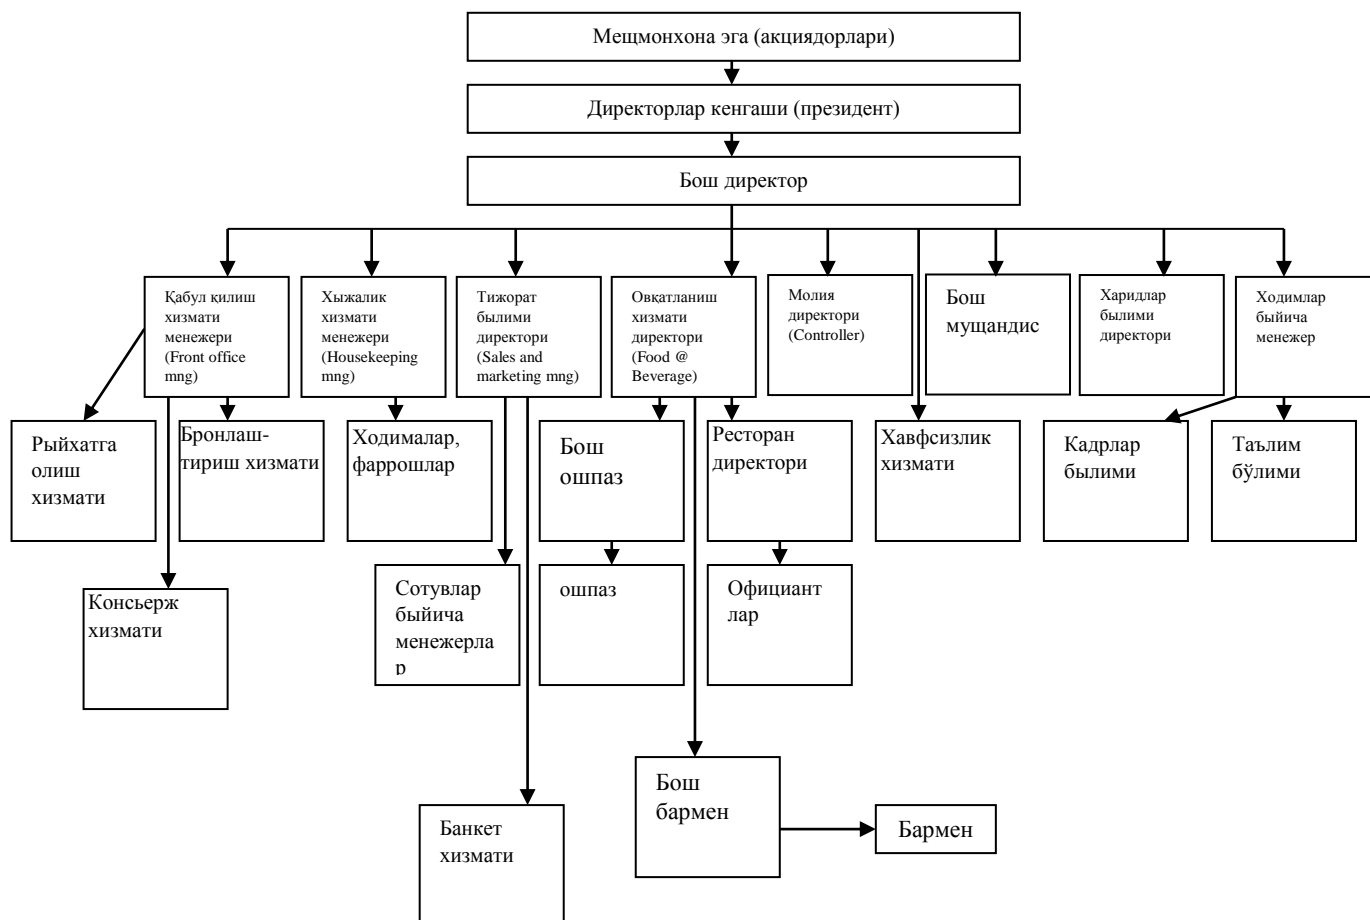 Мещмонхона эга (акциядорлари)
Директорлар кенгаши (президент)
Бош директор
Қабул қилиш
хизмати
менежери
(Front office
mng)
Хыжалик
хизмати
менежери
(Housekeeping
mng)
Тижорат
былими
директори
(Sales and
marketing mng)
Овқатланиш
хизмати
директори
(Food @
Beverage)
Молия
директори
(Controller)
Бош
мущандис
Харидлар
былими
директори
Ходимлар
быйича
менежер
Рыйхатга
олиш
хизмати
Бронлаш-
тириш хизмати
Ходималар,
фаррошлар
Бош
ошпаз
Ресторан
директори
Хавфсизлик
хизмати
Кадрлар
былими
Таълим
бўлими
Консьерж
хизмати
Сотувлар
быйича
менежерла
р
ошпаз
Официант
лар
Бош
бармен
Банкет
хизмати
Бармен